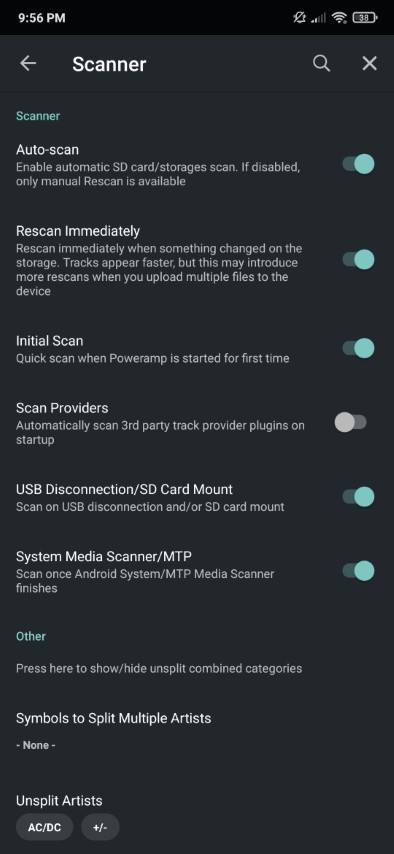 9:56 PM
38
Scanner
Scanner
Auto-scan
Enable automatic SD card/storages scan. If disabled,
only manual Rescan is available
Rescan Immediately
Rescan immediately when something changed on the
storage. Tracks appear faster, but this may introduce
more rescans when you upload multiple files to the
device
Initial Scan
Quick scan when Poweramp is started for first time
Scan Providers
Automatically scan 3rd party track provider plugins on
startup
USB Disconnection/SD Card Mount
Scan on USB disconnection and/or SD card mount
System Media Scanner/MTP
Scan once Android System/MTP Media Scanner
finishes
Other
Press here to show/hide unsplit combined categories
Symbols to Split Multiple Artists
- None -
Unsplit Artists
AC/DC +/-